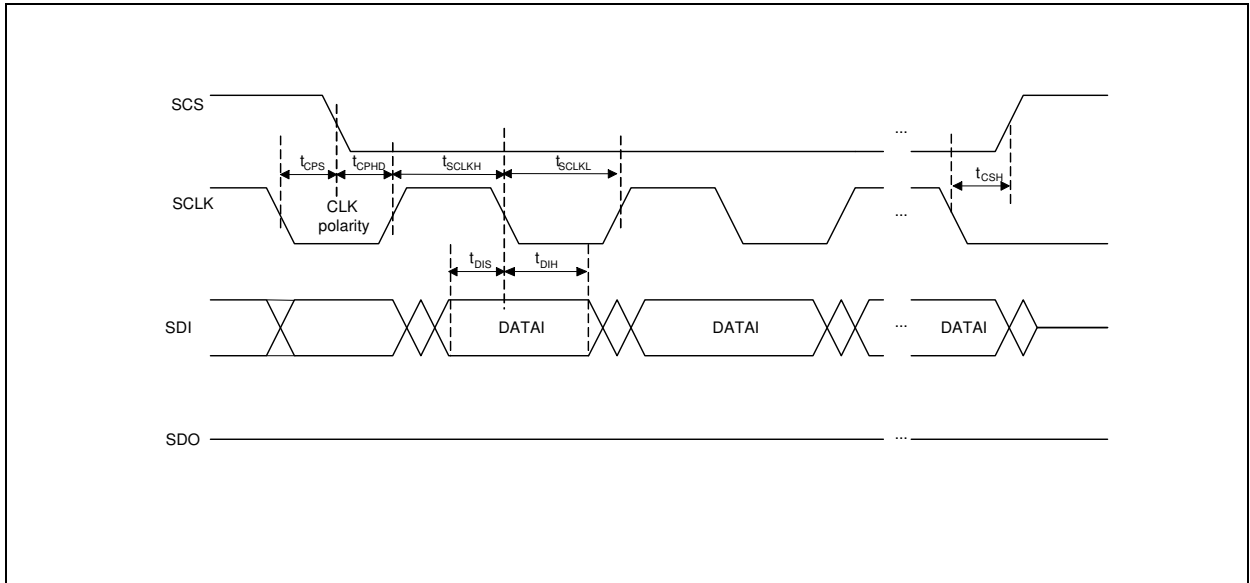 SCS
...
tCPS
tCPHD
tSCLKH
tSCLKL
tCSH
SCLK
CLK
polarity
...
tDIS
tDIH
SDI
DATAI
DATAI
...
DATAI
SDO
...